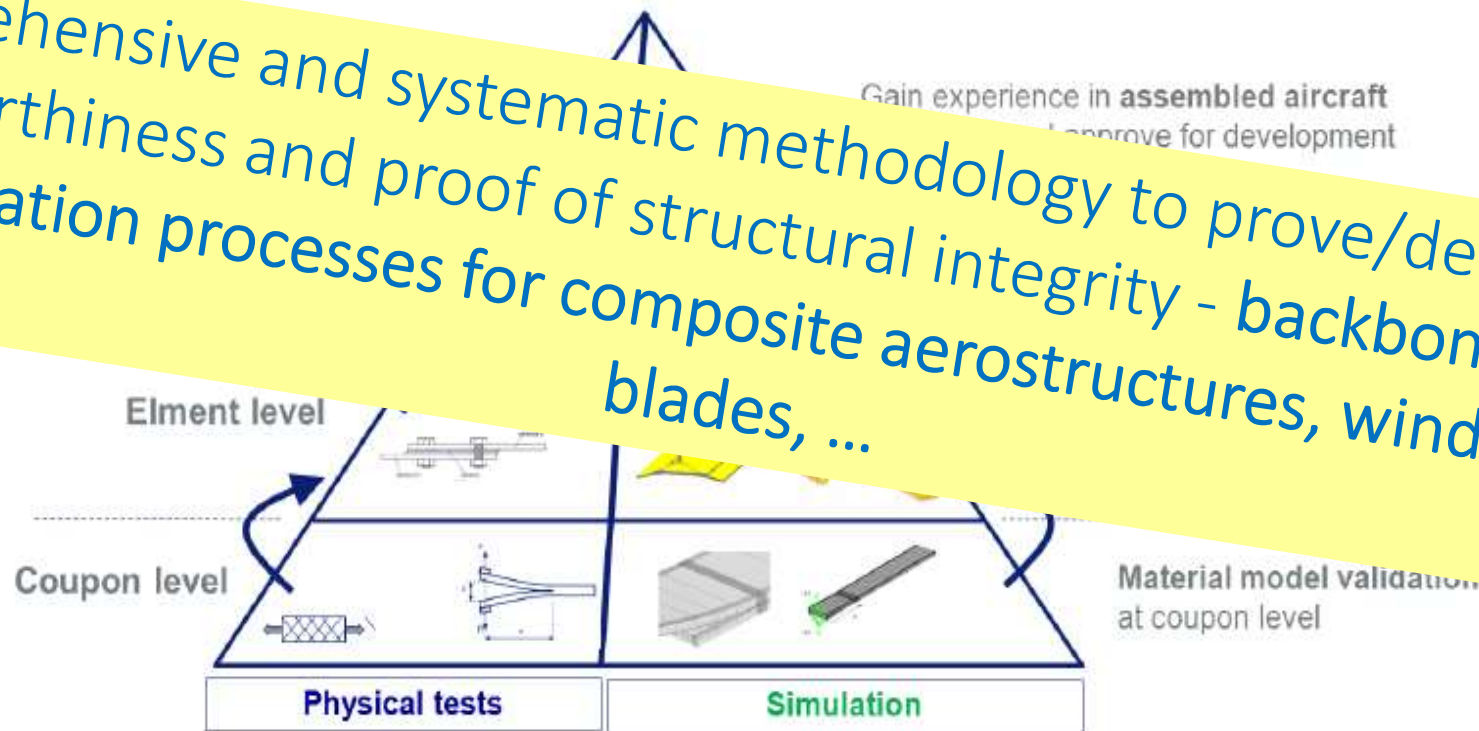 ehensive and systematic methodology to prove/de
rthiness and proof of structural integrity - backbon
ation processes for composite aerostructures, wind
blades, ...
Gain experience in assembled aircraft
approve for development
Elment level
Coupon level
Material model validation
at coupon level
Physical tests
Simulation